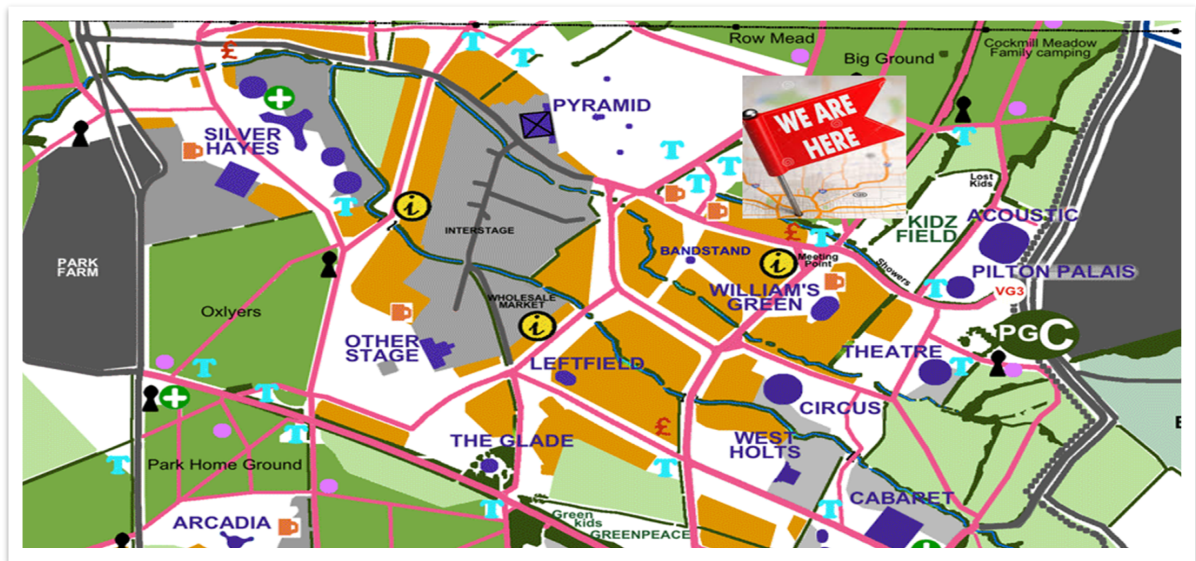 Row Mead
Big Ground
Cockmill Meadow
Family camping
£
PYRAMID
WE ARE
HERE
SILVER
HAYES
Lost
Kids
KIDZ
FIELD
ACOUSTIC
i
INTERSTAGE
BANDSTAND
£
Meeting
Point
i
Showers
PARK
FARM
PILTON PALAIS
VG3
WILLIAM'S
GREEN
WHOLESALE
MARKET
i
Oxlyers
PGC
OTHER
STAGE
LEFTFIELD
THEATRE
CIRCUS
£
THE GLADE
WEST
HOLTS
Park Home Ground
CABARET
Green
kids
GREENPEACE
ARCADIA